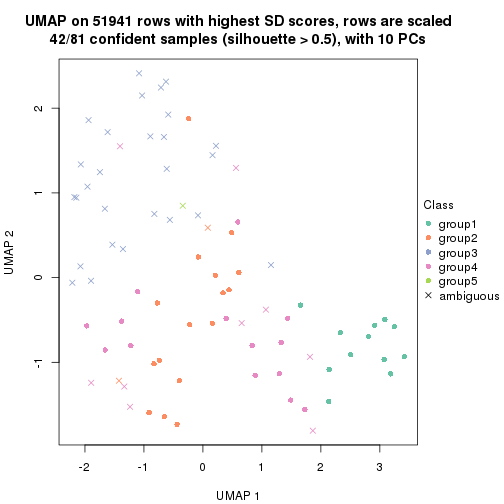 UMAP on 51941 rows with highest SD scores, rows are scaled
42/81 confident samples (silhouette > 0.5), with 10 PCs
2
1
0
-1
UMAP 2
-2
-1
0
1
2
3
UMAP 1
Class
group1
group2
group3
group4
group5
ambiguous